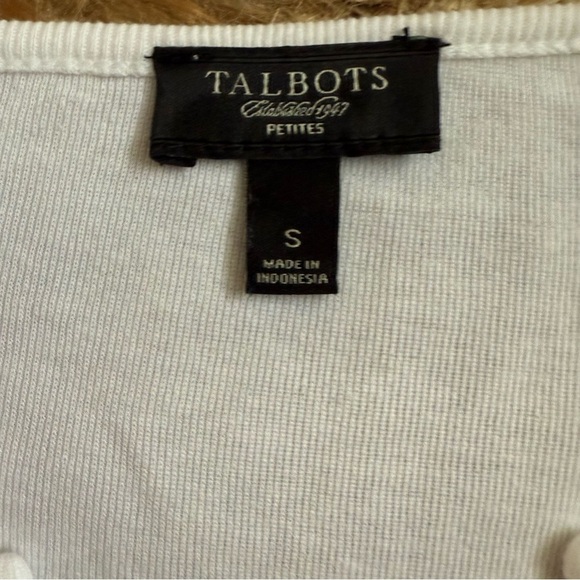 TALBOTS
Established 1947
PETITES
S
MADE IN
INDONESIA